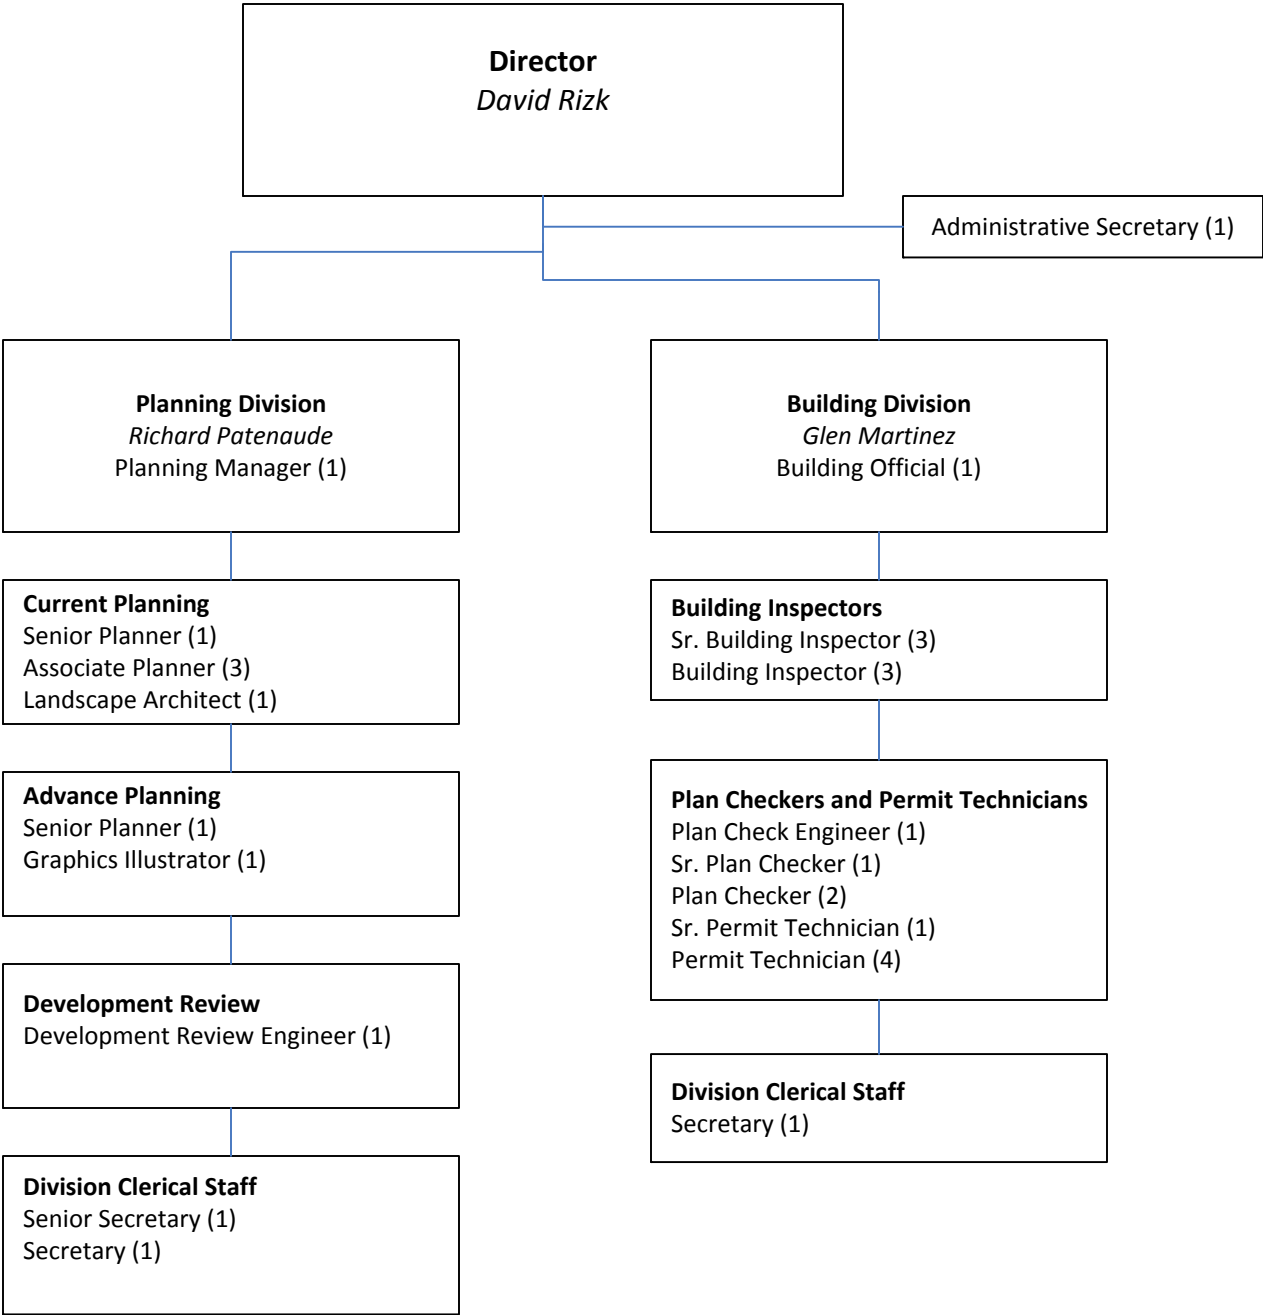 Director
David Rizk
Administrative Secretary (1)
Planning Division
Richard Patenaude
Planning Manager (1)
Current Planning
Senior Planner (1)
Associate Planner (3)
Landscape Architect (1)
Advance Planning
Senior Planner (1)
Graphics Illustrator (1)
Development Review
Development Review Engineer (1)
Division Clerical Staff
Senior Secretary (1)
Secretary (1)
Building Division
Glen Martinez
Building Official (1)
Building Inspectors
Sr. Building Inspector (3)
Building Inspector (3)
Plan Checkers and Permit Technicians
Plan Check Engineer (1)
Sr. Plan Checker (1)
Plan Checker (2)
Sr. Permit Technician (1)
Permit Technician (4)
Division Clerical Staff
Secretary (1)